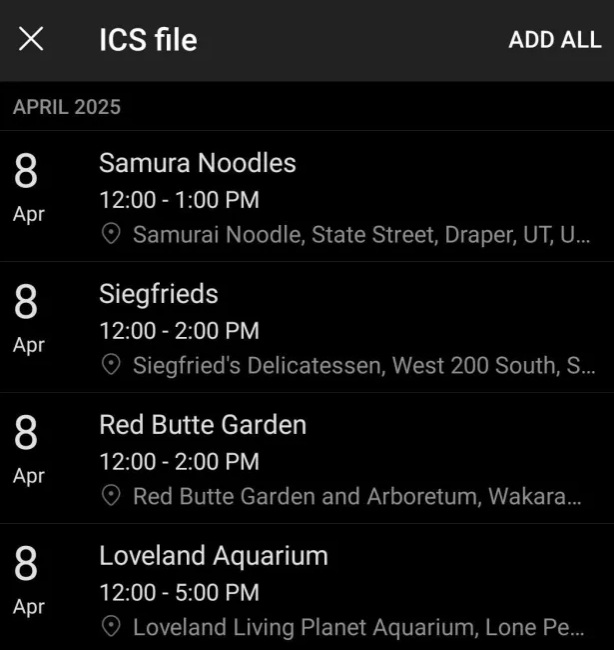 ICS file
ADD ALL
APRIL 2025
8
Apr
Samura Noodles
12:00 - 1:00 PM
Samurai Noodle, State Street, Draper, UT, U...
8
Apr
Siegfrieds
12:00 - 2:00 PM
Siegfried's Delicatessen, West 200 South, S...
8
Apr
Red Butte Garden
12:00 - 2:00 PM
Red Butte Garden and Arboretum, Wakara...
8
Apr
Loveland Aquarium
12:00 - 5:00 PM
Loveland Living Planet Aquarium, Lone Pe...